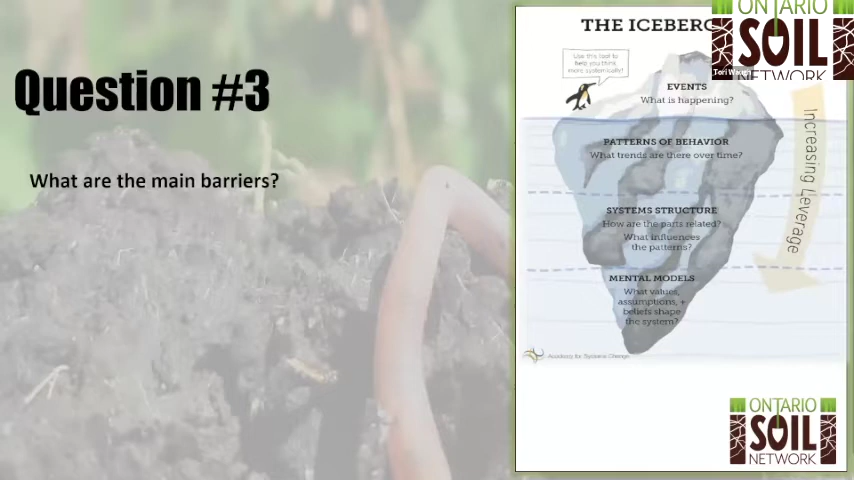 Question #3
What are the main barriers?
THE ICEBERG
Use this tool to
help you think
more systemically!
EVENTS
What is happening?
PATTERNS OF BEHAVIOR
What trends are there over time?
SYSTEMS STRUCTURE
How are the parts related?
What influences
the patterns?
MENTAL MODELS
What values,
assumptions, +
beliefs shape
the system?
Increasing Leverage
Academy for Systems Change
ONTARIO
SOIL
NETWORK
Tori Waugh
ONTARIO
SOIL
NETWORK